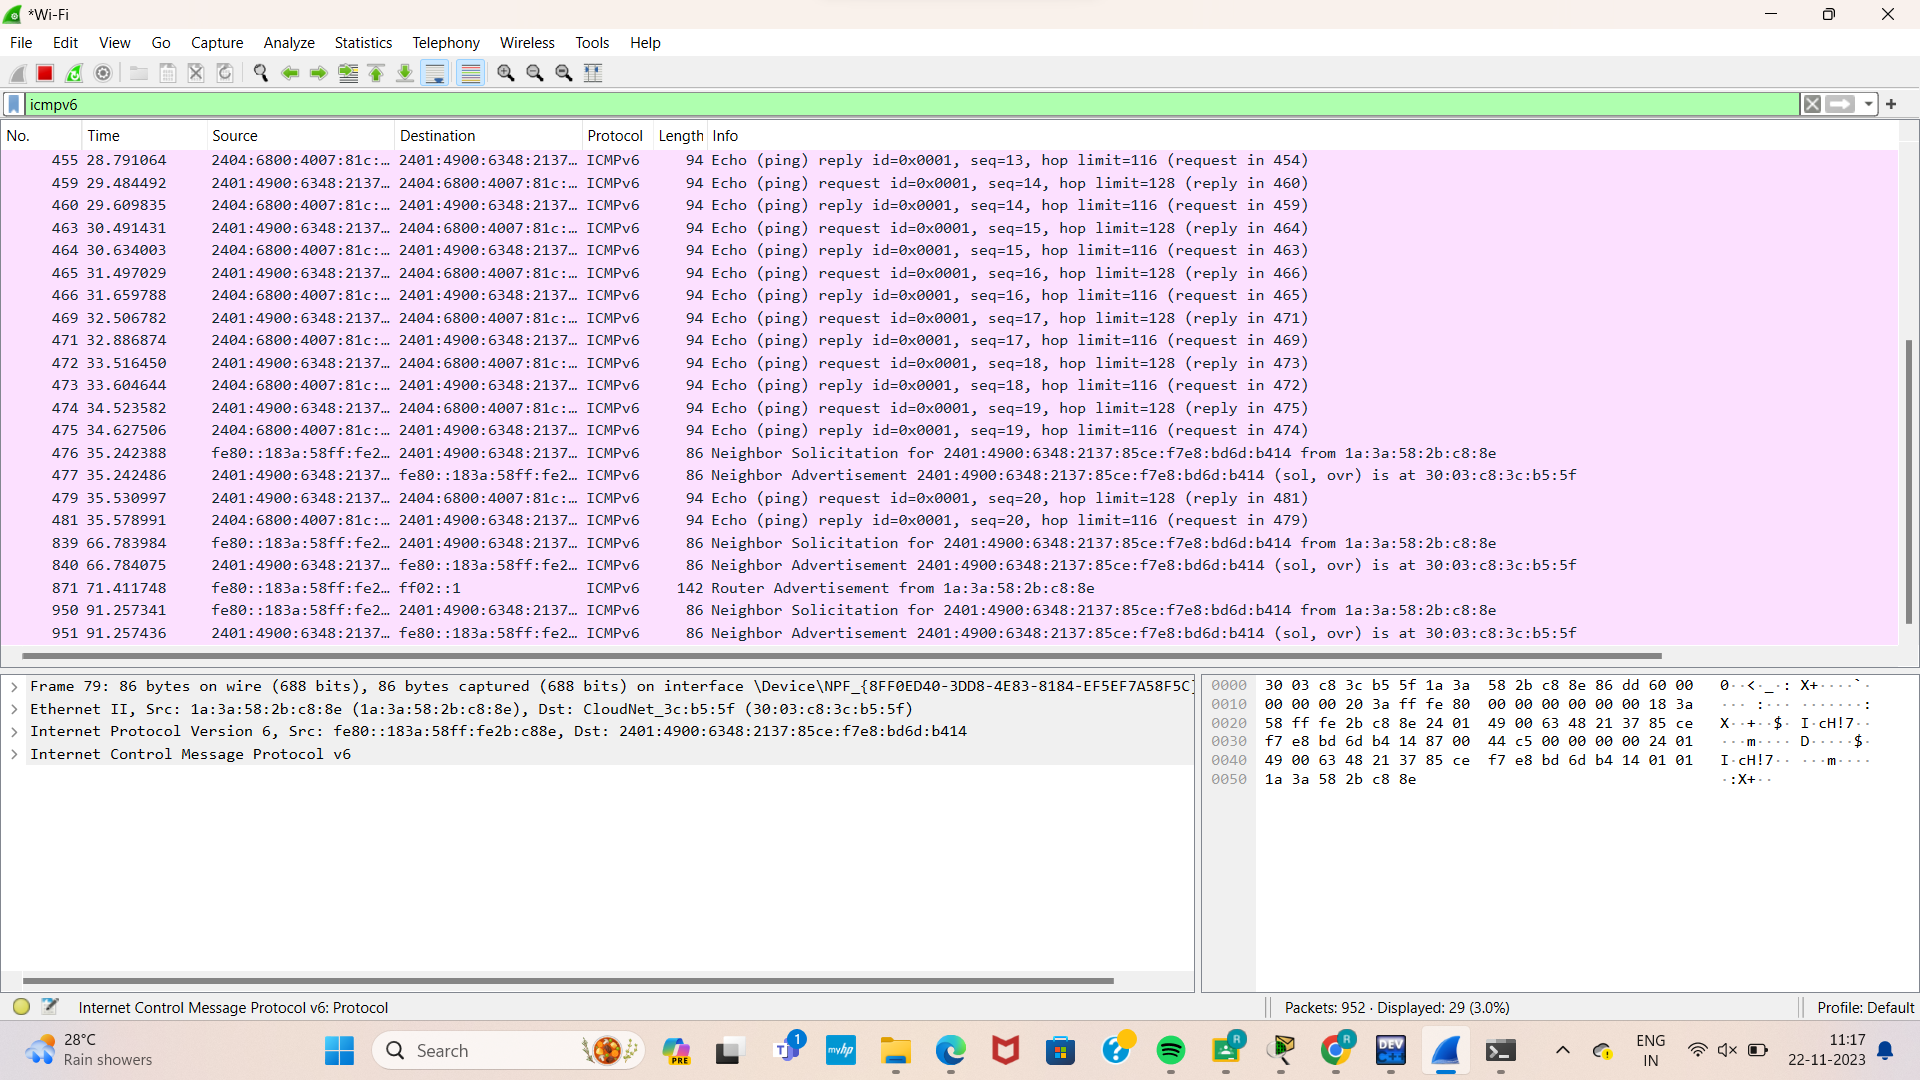 *Wi-Fi
File Edit View Go Capture Analyze Statistics Telephony Wireless Tools Help
icmpv6
No. Time Source Destination Protocol Length Info
455 28.791064 2404:6800:4007:81c:… 2401:4900:6348:2137… ICMPv6 94 Echo (ping) reply id=0x0001, seq=13, hop limit=116 (request in 454)
459 29.484492 2401:4900:6348:2137… 2404:6800:4007:81c:… ICMPv6 94 Echo (ping) request id=0x0001, seq=14, hop limit=128 (reply in 460)
460 29.609835 2404:6800:4007:81c:… 2401:4900:6348:2137… ICMPv6 94 Echo (ping) reply id=0x0001, seq=14, hop limit=116 (request in 459)
463 30.491431 2401:4900:6348:2137… 2404:6800:4007:81c:… ICMPv6 94 Echo (ping) request id=0x0001, seq=15, hop limit=128 (reply in 464)
464 30.634003 2404:6800:4007:81c:… 2401:4900:6348:2137… ICMPv6 94 Echo (ping) reply id=0x0001, seq=15, hop limit=116 (request in 463)
465 31.497029 2401:4900:6348:2137… 2404:6800:4007:81c:… ICMPv6 94 Echo (ping) request id=0x0001, seq=16, hop limit=128 (reply in 466)
466 31.659788 2404:6800:4007:81c:… 2401:4900:6348:2137… ICMPv6 94 Echo (ping) reply id=0x0001, seq=16, hop limit=116 (request in 465)
469 32.506782 2401:4900:6348:2137… 2404:6800:4007:81c:… ICMPv6 94 Echo (ping) request id=0x0001, seq=17, hop limit=128 (reply in 471)
471 32.886874 2404:6800:4007:81c:… 2401:4900:6348:2137… ICMPv6 94 Echo (ping) reply id=0x0001, seq=17, hop limit=116 (request in 469)
472 33.516450 2401:4900:6348:2137… 2404:6800:4007:81c:… ICMPv6 94 Echo (ping) request id=0x0001, seq=18, hop limit=128 (reply in 473)
473 33.604644 2404:6800:4007:81c:… 2401:4900:6348:2137… ICMPv6 94 Echo (ping) reply id=0x0001, seq=18, hop limit=116 (request in 472)
474 34.523582 2401:4900:6348:2137… 2404:6800:4007:81c:… ICMPv6 94 Echo (ping) request id=0x0001, seq=19, hop limit=128 (reply in 475)
475 34.627506 2404:6800:4007:81c:… 2401:4900:6348:2137… ICMPv6 94 Echo (ping) reply id=0x0001, seq=19, hop limit=116 (request in 474)
476 35.242388 fe80::183a:58ff:fe2… 2401:4900:6348:2137… ICMPv6 86 Neighbor Solicitation for 2401:4900:6348:2137:85ce:f7e8:bd6d:b414 from 1a:3a:58:2b:c8:8e
477 35.242486 2401:4900:6348:2137… fe80::183a:58ff:fe2… ICMPv6 86 Neighbor Advertisement 2401:4900:6348:2137:85ce:f7e8:bd6d:b414 (sol, ovr) is at 30:03:c8:3c:b5:5f
479 35.530997 2401:4900:6348:2137… 2404:6800:4007:81c:… ICMPv6 94 Echo (ping) request id=0x0001, seq=20, hop limit=128 (reply in 481)
481 35.578991 2404:6800:4007:81c:… 2401:4900:6348:2137… ICMPv6 94 Echo (ping) reply id=0x0001, seq=20, hop limit=116 (request in 479)
839 66.783984 fe80::183a:58ff:fe2… 2401:4900:6348:2137… ICMPv6 86 Neighbor Solicitation for 2401:4900:6348:2137:85ce:f7e8:bd6d:b414 from 1a:3a:58:2b:c8:8e
840 66.784075 2401:4900:6348:2137… fe80::183a:58ff:fe2… ICMPv6 86 Neighbor Advertisement 2401:4900:6348:2137:85ce:f7e8:bd6d:b414 (sol, ovr) is at 30:03:c8:3c:b5:5f
871 71.411748 fe80::183a:58ff:fe2… ff02::1 ICMPv6 142 Router Advertisement from 1a:3a:58:2b:c8:8e
950 91.257341 fe80::183a:58ff:fe2… 2401:4900:6348:2137… ICMPv6 86 Neighbor Solicitation for 2401:4900:6348:2137:85ce:f7e8:bd6d:b414 from 1a:3a:58:2b:c8:8e
951 91.257436 2401:4900:6348:2137… fe80::183a:58ff:fe2… ICMPv6 86 Neighbor Advertisement 2401:4900:6348:2137:85ce:f7e8:bd6d:b414 (sol, ovr) is at 30:03:c8:3c:b5:5f
Frame 79: 86 bytes on wire (688 bits), 86 bytes captured (688 bits) on interface \Device\NPF_{8FF0ED40-3DD8-4E83-8184-EF5EF7A58F5C}
Ethernet II, Src: 1a:3a:58:2b:c8:8e (1a:3a:58:2b:c8:8e), Dst: CloudNet_3c:b5:5f (30:03:c8:3c:b5:5f)
Internet Protocol Version 6, Src: fe80::183a:58ff:fe2b:c88e, Dst: 2401:4900:6348:2137:85ce:f7e8:bd6d:b414
Internet Control Message Protocol v6
0000 30 03 c8 3c b5 5f 1a 3a 58 2b c8 8e 86 dd 60 00 0··<·_·: X+····`·
0010 00 00 00 20 3a ff fe 80 00 00 00 00 00 00 18 3a ··· :··· ·······:
0020 58 ff fe 2b c8 8e 24 01 49 00 63 48 21 37 85 ce X··+··$· I·cH!7··
0030 f7 e8 bd 6d b4 14 87 00 44 c5 00 00 00 00 24 01 ···m···· D·····$·
0040 49 00 63 48 21 37 85 ce f7 e8 bd 6d b4 14 01 01 I·cH!7·· ···m····
0050 1a 3a 58 2b c8 8e ·:X+··
Internet Control Message Protocol v6: Protocol
Packets: 952 · Displayed: 29 (3.0%)
Profile: Default
28°C
Rain showers
Search
PRE
1
myhp
R
R
DEV C++
ENG
IN
11:17
22-11-2023